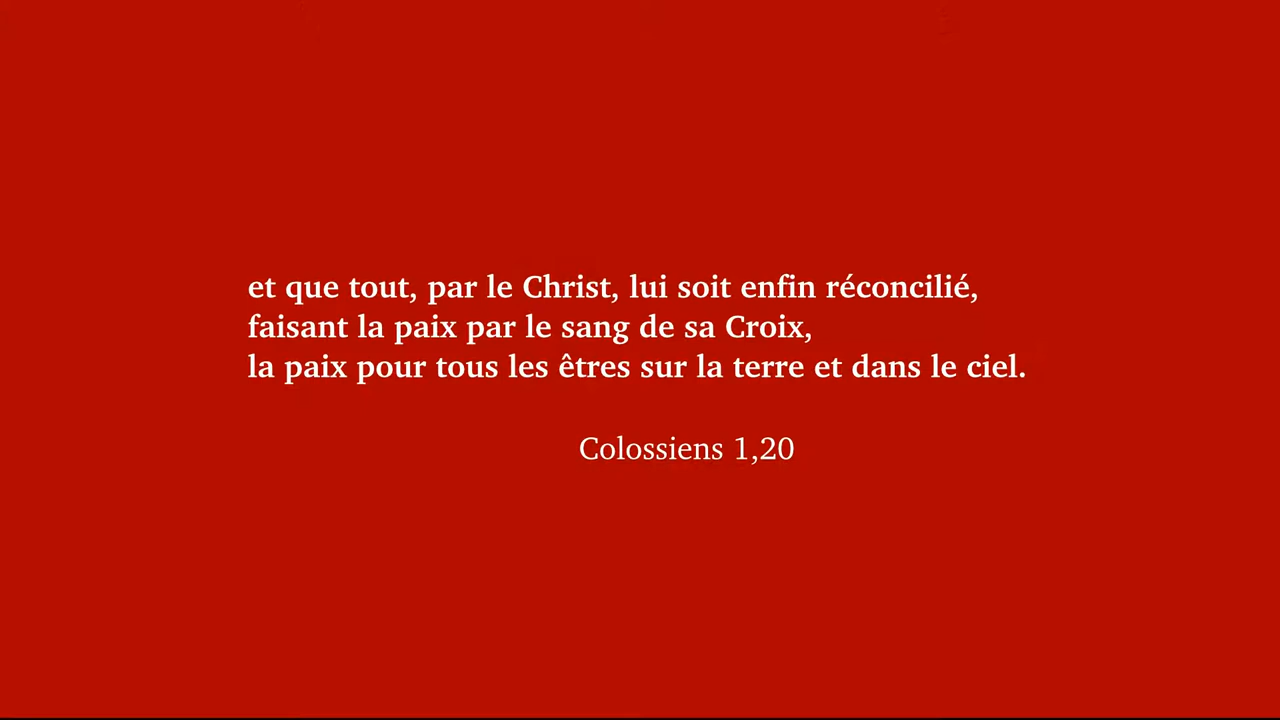 et que tout, par le Christ, lui soit enfin réconcilié,
faisant la paix par le sang de sa Croix,
la paix pour tous les êtres sur la terre et dans le ciel.
Colossiens 1,20